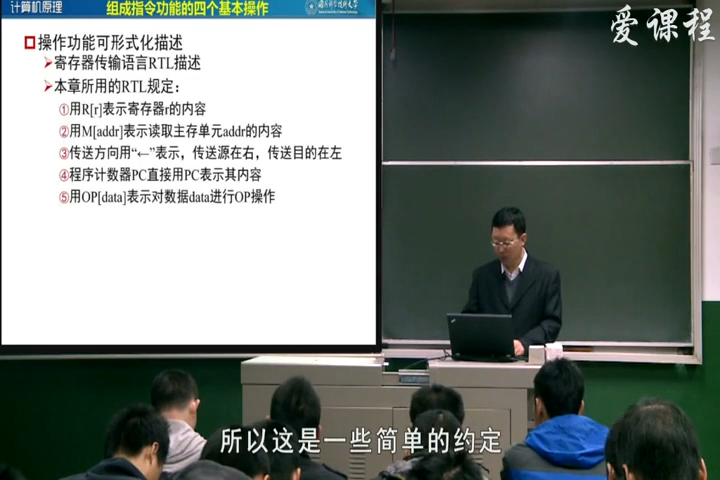 计算机原理
组成指令功能的四个基本操作
国防科学技术大学
爱课程
操作功能可形式化描述
寄存器传输语言RTL描述
本章所用的RTL规定：
①用R[r]表示寄存器r的内容
②用M[addr]表示读取主存单元addr的内容
③传送方向用“←”表示，传送源在右，传送目的在左
④程序计数器PC直接用PC表示其内容
⑤用OP[data]表示对数据data进行OP操作
所以这是一些简单的约定